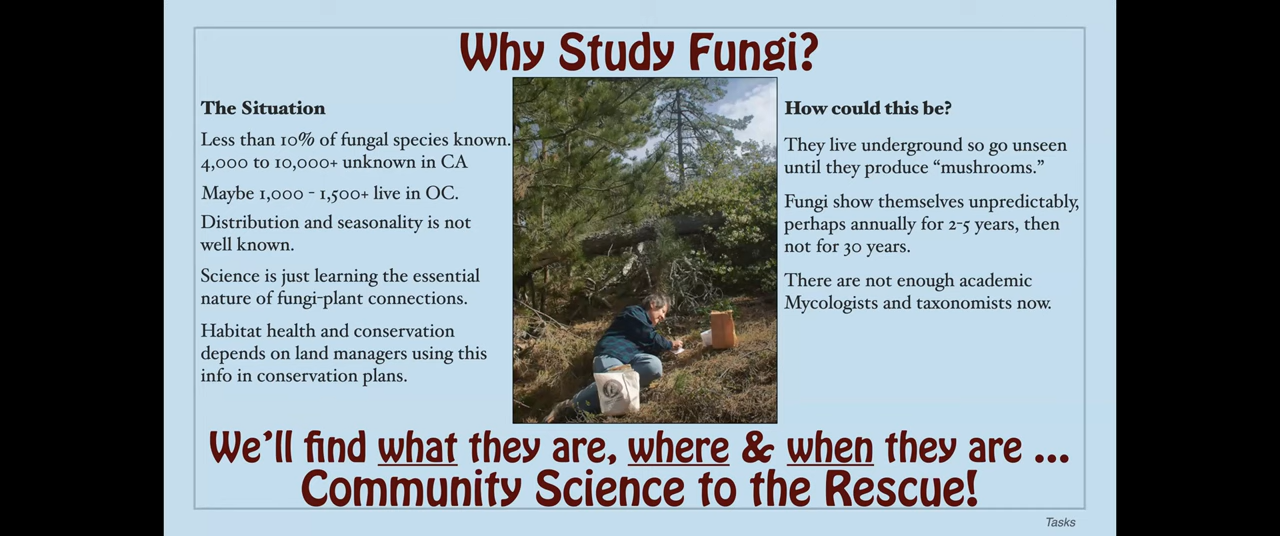 Why Study Fungi?
The Situation
Less than 10% of fungal species known.
4,000 to 10,000+ unknown in CA
Maybe 1,000 - 1,500+ live in OC.
Distribution and seasonality is not
well known.
Science is just learning the essential
nature of fungi-plant connections.
Habitat health and conservation
depends on land managers using this
info in conservation plans.
How could this be?
They live underground so go unseen
until they produce “mushrooms.”
Fungi show themselves unpredictably,
perhaps annually for 2-5 years, then
not for 30 years.
There are not enough academic
Mycologists and taxonomists now.
We’ll find what they are, where & when they are ...
Community Science to the Rescue!
Tasks